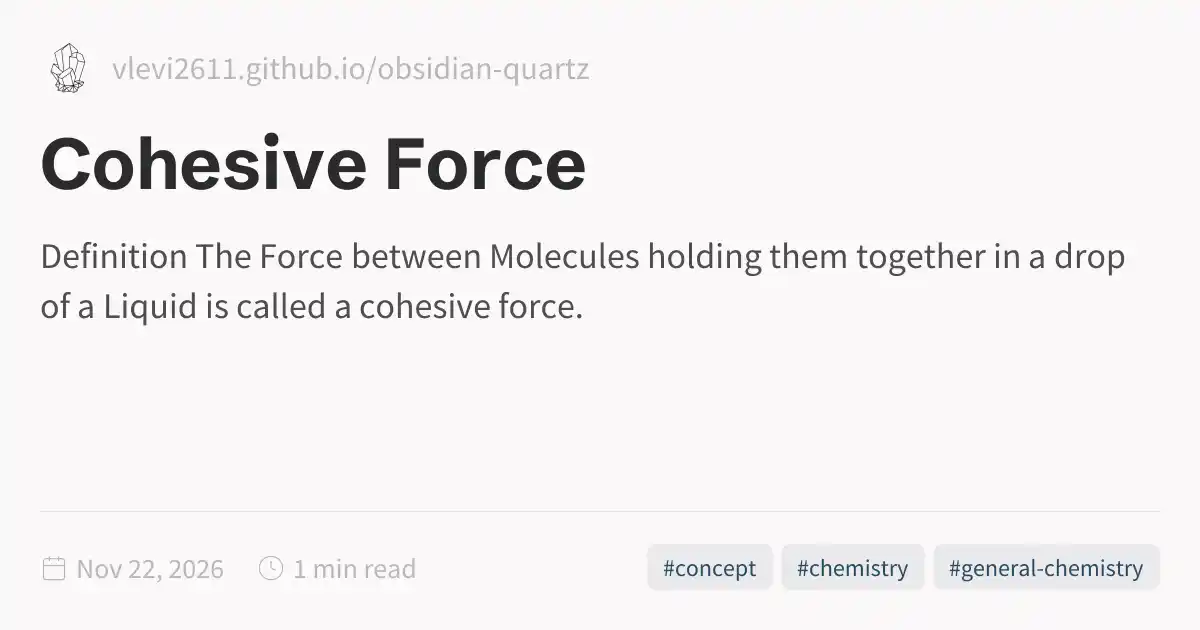 vlevi2611.github.io/obsidian-quartz
Cohesive Force
Definition The Force between Molecules holding them together in a drop
of a Liquid is called a cohesive force.
Nov 22, 2026 1 min read #concept #chemistry #general-chemistry